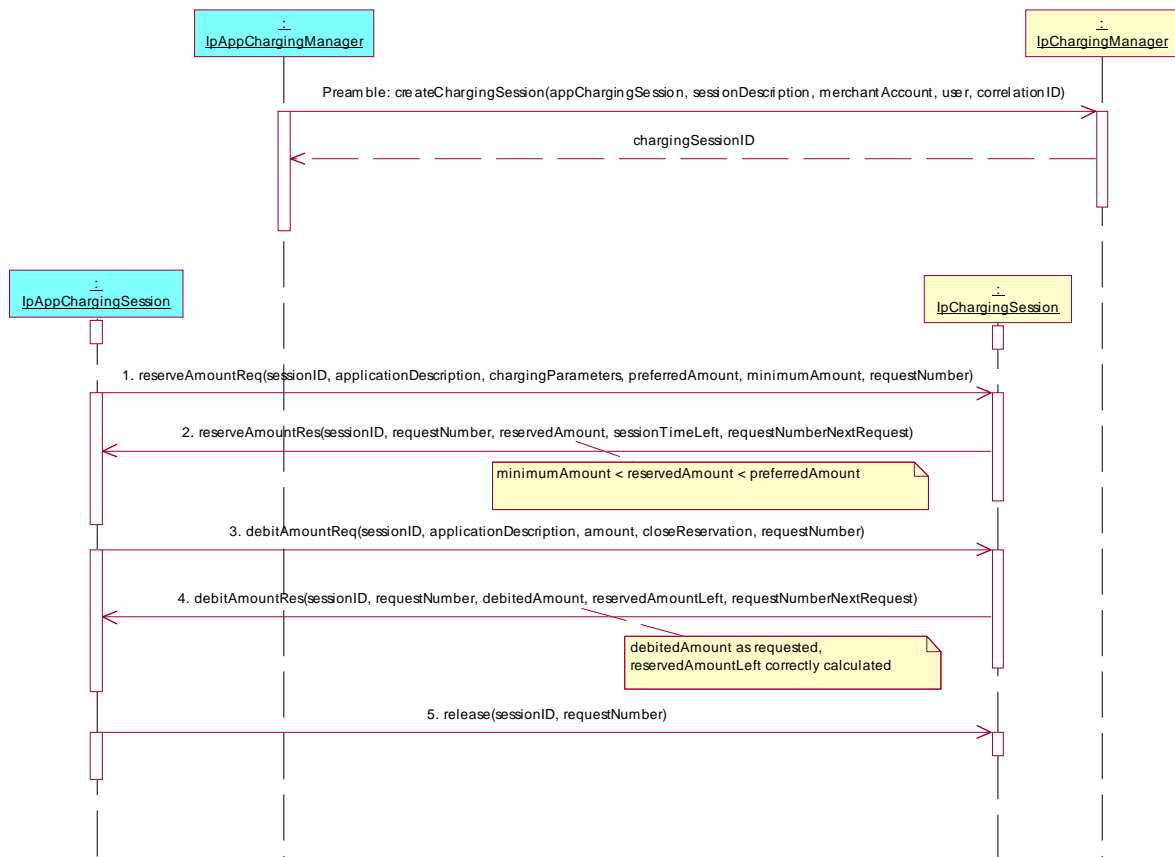 :
IpAppChargingManager
:
IpChargingManager
Preamble: createChargingSession(appChargingSession, sessionDescription, merchantAccount, user, correlationID)
chargingSessionID
:
IpAppChargingSession
:
IpChargingSession
1. reserveAmountReq(sessionID, applicationDescription, chargingParameters, preferredAmount, minimumAmount, requestNumber)
2. reserveAmountRes(sessionID, requestNumber, reservedAmount, sessionTimeLeft, requestNumberNextRequest)
minimumAmount < reservedAmount < preferredAmount
3. debitAmountReq(sessionID, applicationDescription, amount, closeReservation, requestNumber)
4. debitAmountRes(sessionID, requestNumber, debitedAmount, reservedAmountLeft, requestNumberNextRequest)
debitedAmount as requested,
reservedAmountLeft correctly calculated
5. release(sessionID, requestNumber)